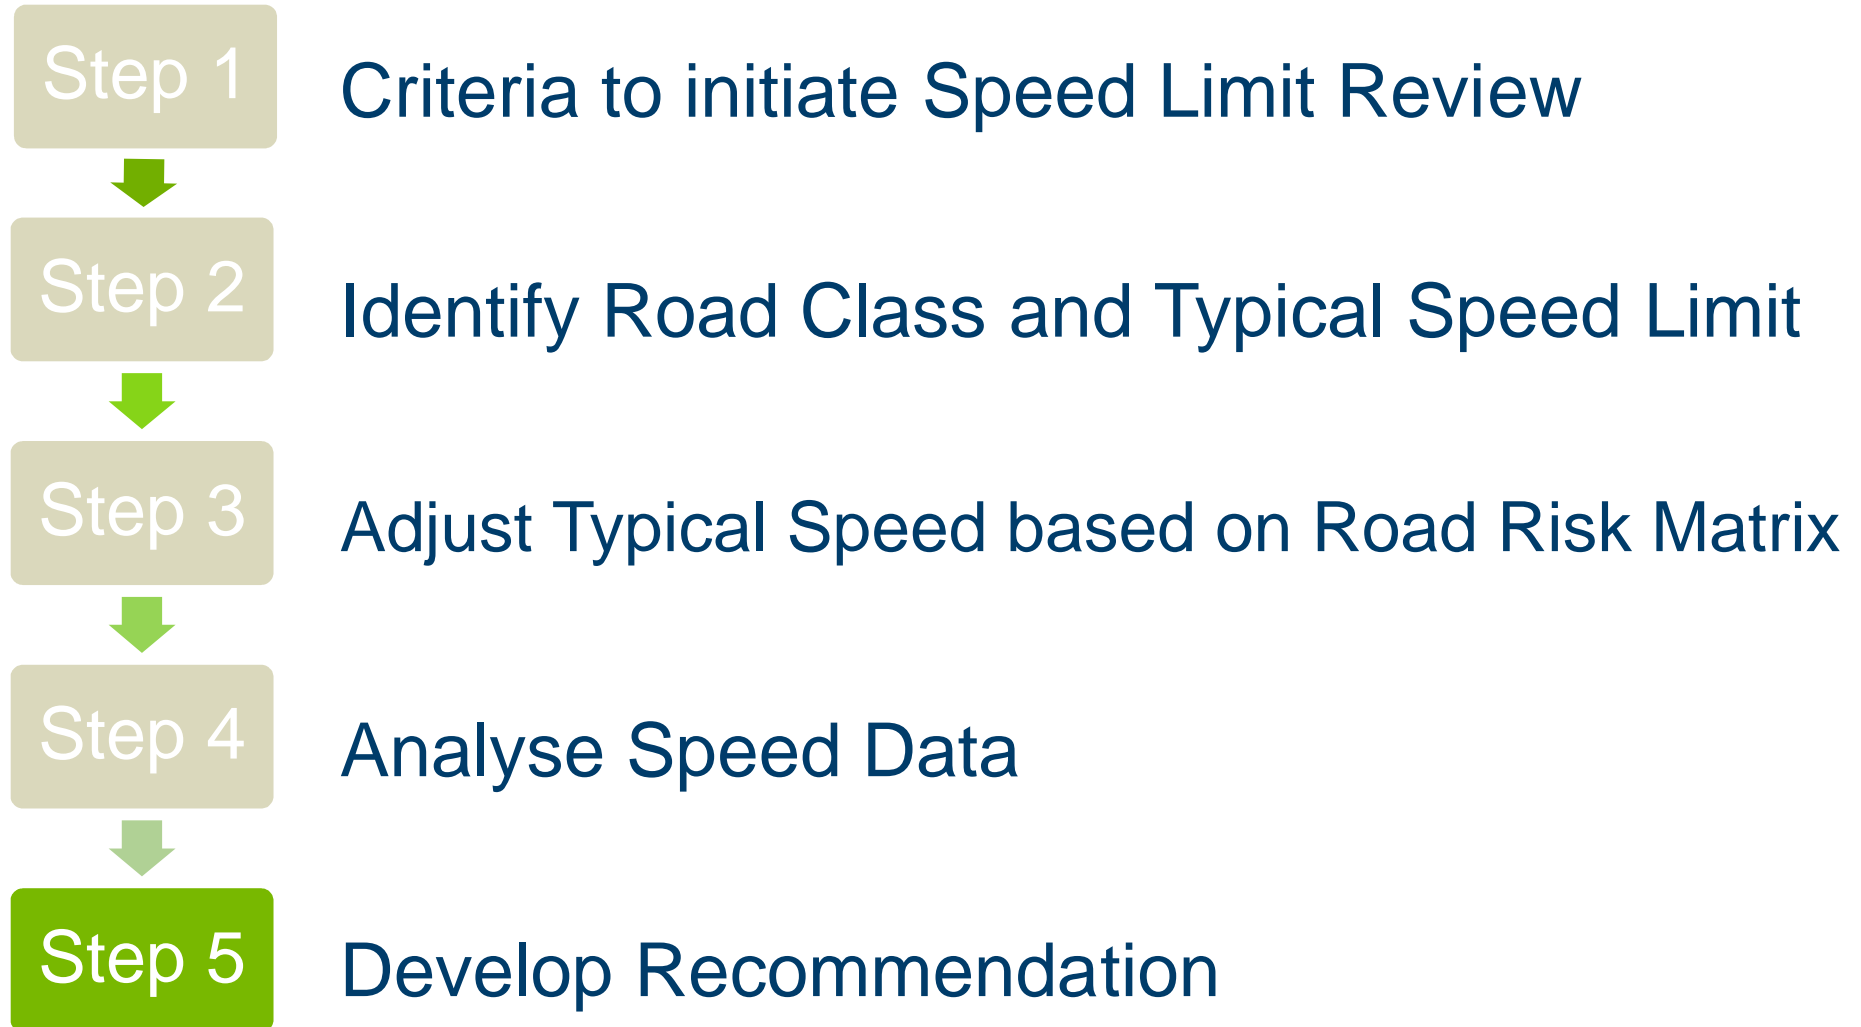 Step 1
Criteria to initiate Speed Limit Review
Step 2
Identify Road Class and Typical Speed Limit
Step 3
Adjust Typical Speed based on Road Risk Matrix
Step 4
Analyse Speed Data
Step 5
Develop Recommendation